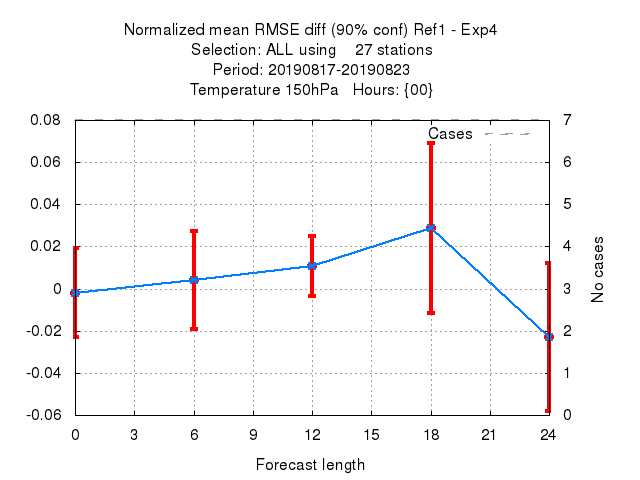 Normalized mean RMSE diff (90% conf) Ref1 - Exp4
Selection: ALL using    27 stations
Period: 20190817-20190823
Temperature 150hPa   Hours: {00}
Cases
0.08
0.06
0.04
0.02
0
-0.02
-0.04
-0.06
7
6
5
4
3
2
1
0
No cases
0 3 6 9 12 15 18 21 24
Forecast length